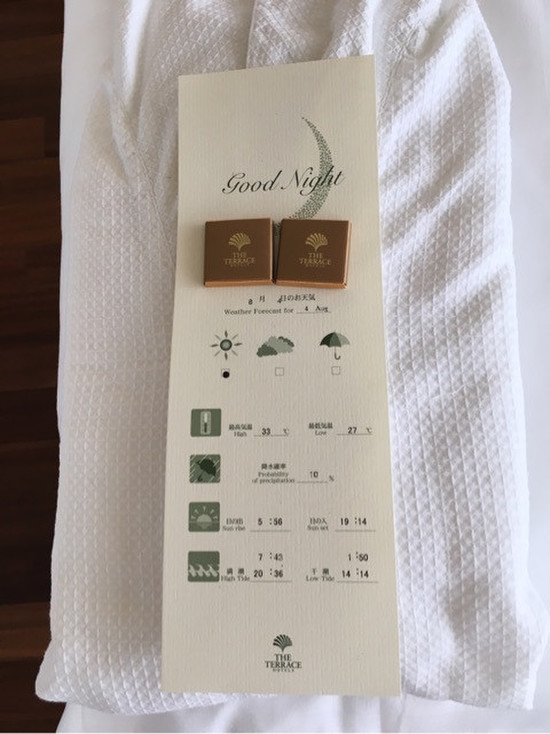 Good Night
THE
TERRACE
HOTELS
THE
TERRACE
HOTELS
8 月 4 日のお天気
Weather Forecast for 4 Aug
最高気温
High 33 ℃
最低気温
Low 27 ℃
降水確率
Probability
of precipitation 10 %
日の出
Sun rise 5 :56
日の入
Sun set 19 :14
満 潮
High Tide
7 :43
20 :36
干 潮
Low Tide
1 :50
14 :14
THE
TERRACE
HOTELS